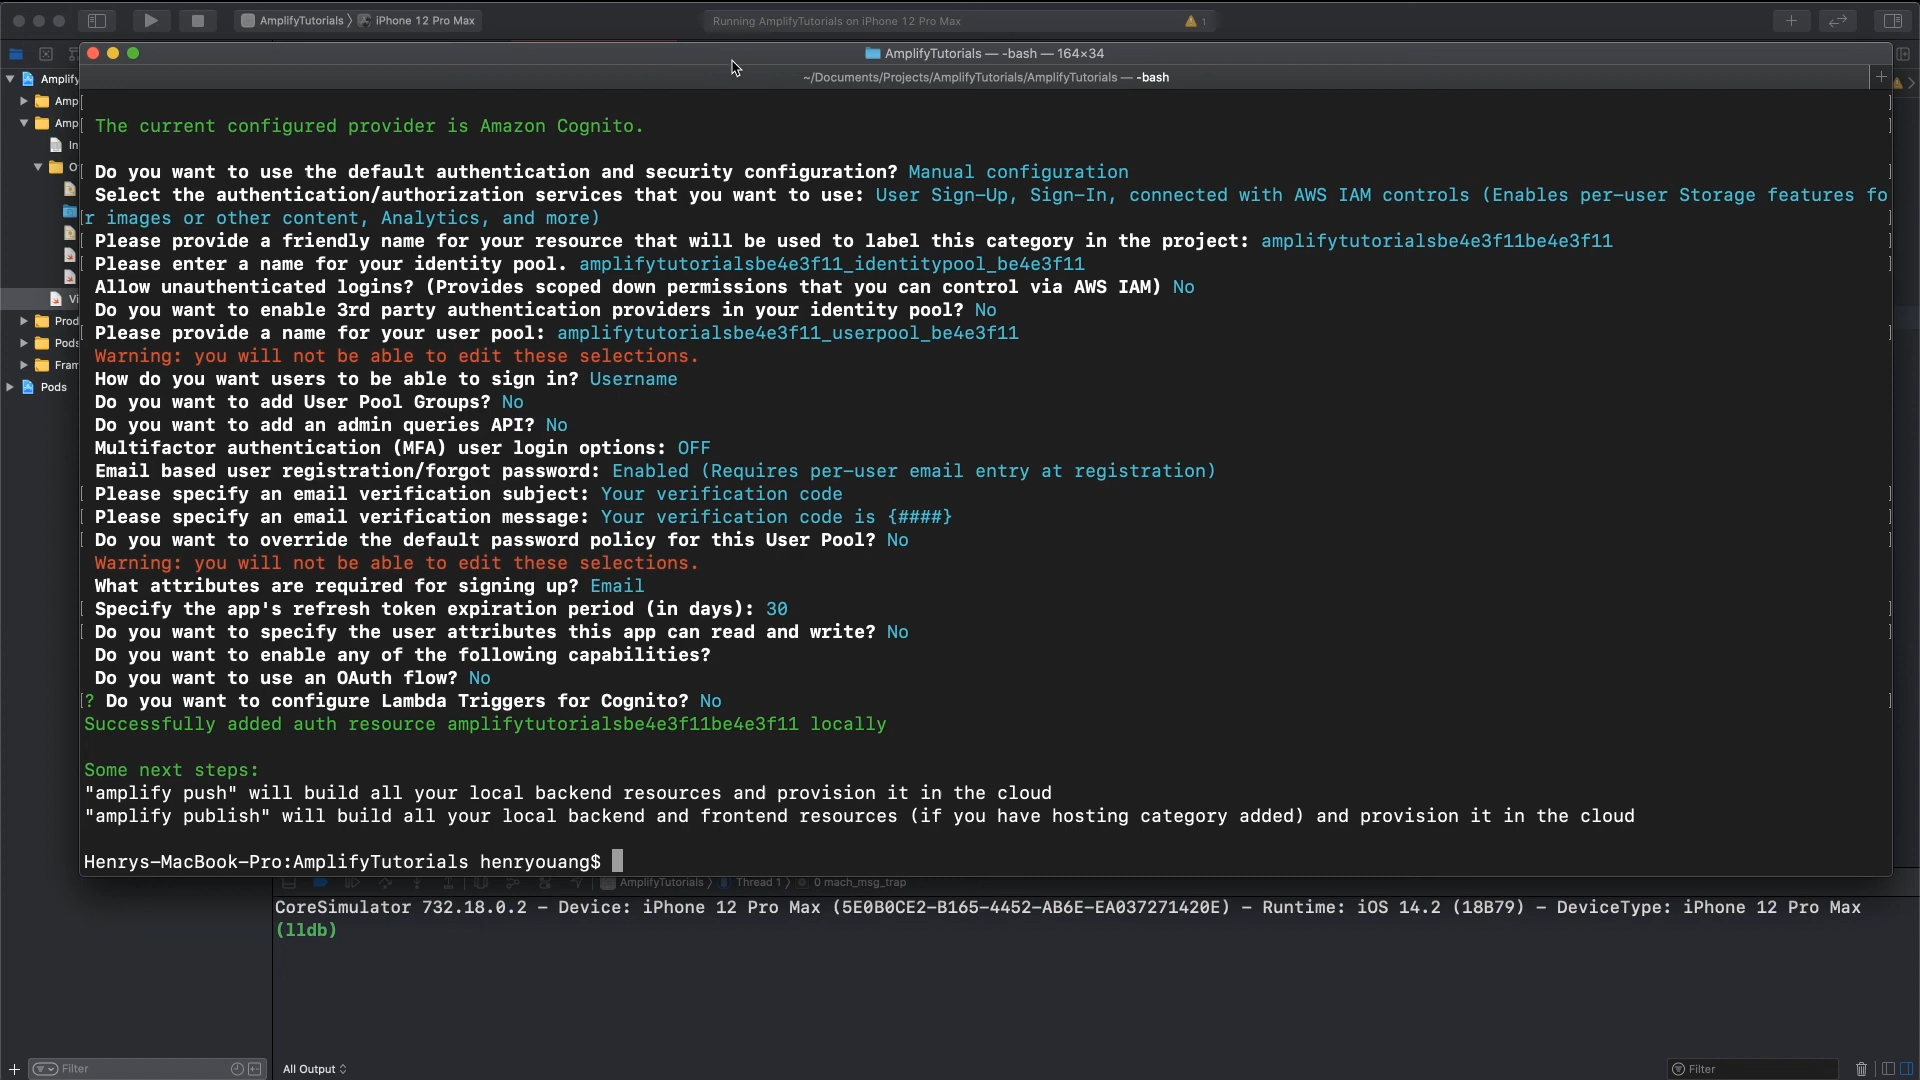 AmplifyTutorials 〉 iPhone 12 Pro Max
Running AmplifyTutorials on iPhone 12 Pro Max
1
AmplifyTutorials — -bash — 164×34
~/Documents/Projects/AmplifyTutorials/AmplifyTutorials — -bash
Amplify
Amp
Amp
In
O
Vi
Prod
Pods
Fram
Pods
The current configured provider is Amazon Cognito.
Do you want to use the default authentication and security configuration? Manual configuration
Select the authentication/authorization services that you want to use: User Sign-Up, Sign-In, connected with AWS IAM controls (Enables per-user Storage features fo
r images or other content, Analytics, and more)
Please provide a friendly name for your resource that will be used to label this category in the project: amplifytutorialsbe4e3f11be4e3f11
Please enter a name for your identity pool. amplifytutorialsbe4e3f11_identitypool_be4e3f11
Allow unauthenticated logins? (Provides scoped down permissions that you can control via AWS IAM) No
Do you want to enable 3rd party authentication providers in your identity pool? No
Please provide a name for your user pool: amplifytutorialsbe4e3f11_userpool_be4e3f11
Warning: you will not be able to edit these selections.
How do you want users to be able to sign in? Username
Do you want to add User Pool Groups? No
Do you want to add an admin queries API? No
Multifactor authentication (MFA) user login options: OFF
Email based user registration/forgot password: Enabled (Requires per-user email entry at registration)
Please specify an email verification subject: Your verification code
Please specify an email verification message: Your verification code is {####}
Do you want to override the default password policy for this User Pool? No
Warning: you will not be able to edit these selections.
What attributes are required for signing up? Email
Specify the app's refresh token expiration period (in days): 30
Do you want to specify the user attributes this app can read and write? No
Do you want to enable any of the following capabilities?
Do you want to use an OAuth flow? No
? Do you want to configure Lambda Triggers for Cognito? No
Successfully added auth resource amplifytutorialsbe4e3f11be4e3f11 locally
Some next steps:
"amplify push" will build all your local backend resources and provision it in the cloud
"amplify publish" will build all your local backend and frontend resources (if you have hosting category added) and provision it in the cloud
Henrys-MacBook-Pro:AmplifyTutorials henryouang$
AmplifyTutorials 〉 Thread 1 〉 0 mach_msg_trap
CoreSimulator 732.18.0.2 - Device: iPhone 12 Pro Max (5E0B0CE2-B165-4452-AB6E-EA037271420E) - Runtime: iOS 14.2 (18B79) - DeviceType: iPhone 12 Pro Max
(lldb)
Filter
All Output
Filter